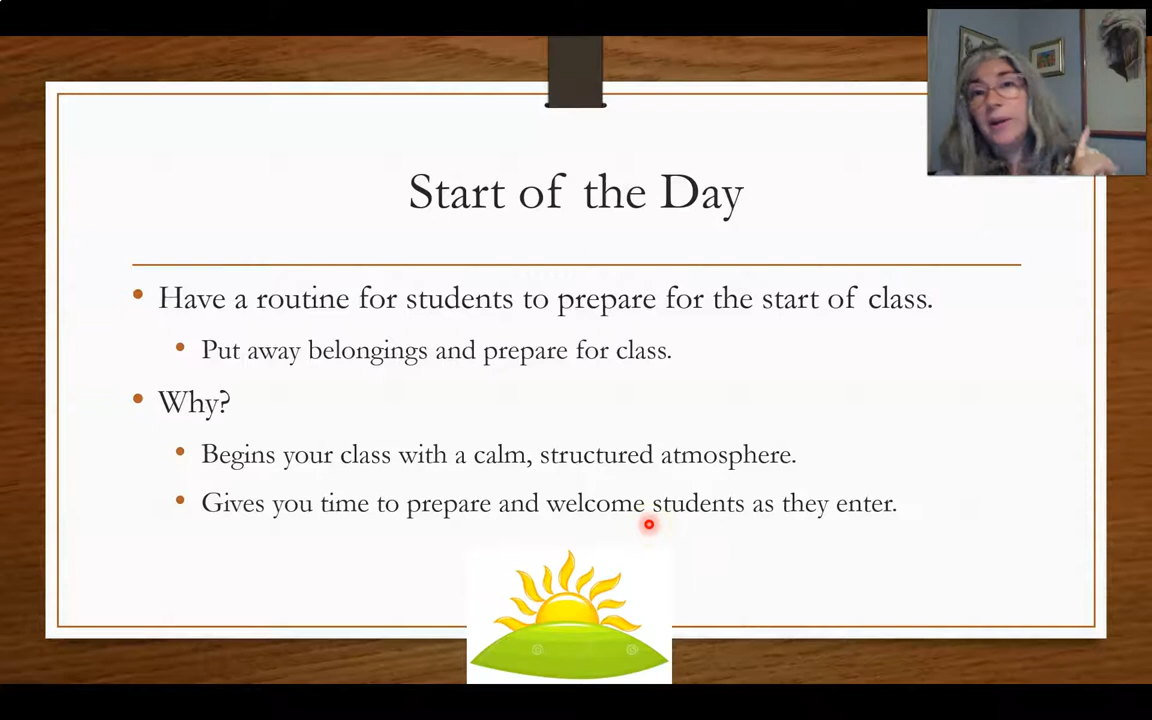 Start of the Day
• Have a routine for students to prepare for the start of class.
• Put away belongings and prepare for class.
• Why?
• Begins your class with a calm, structured atmosphere.
• Gives you time to prepare and welcome students as they enter.